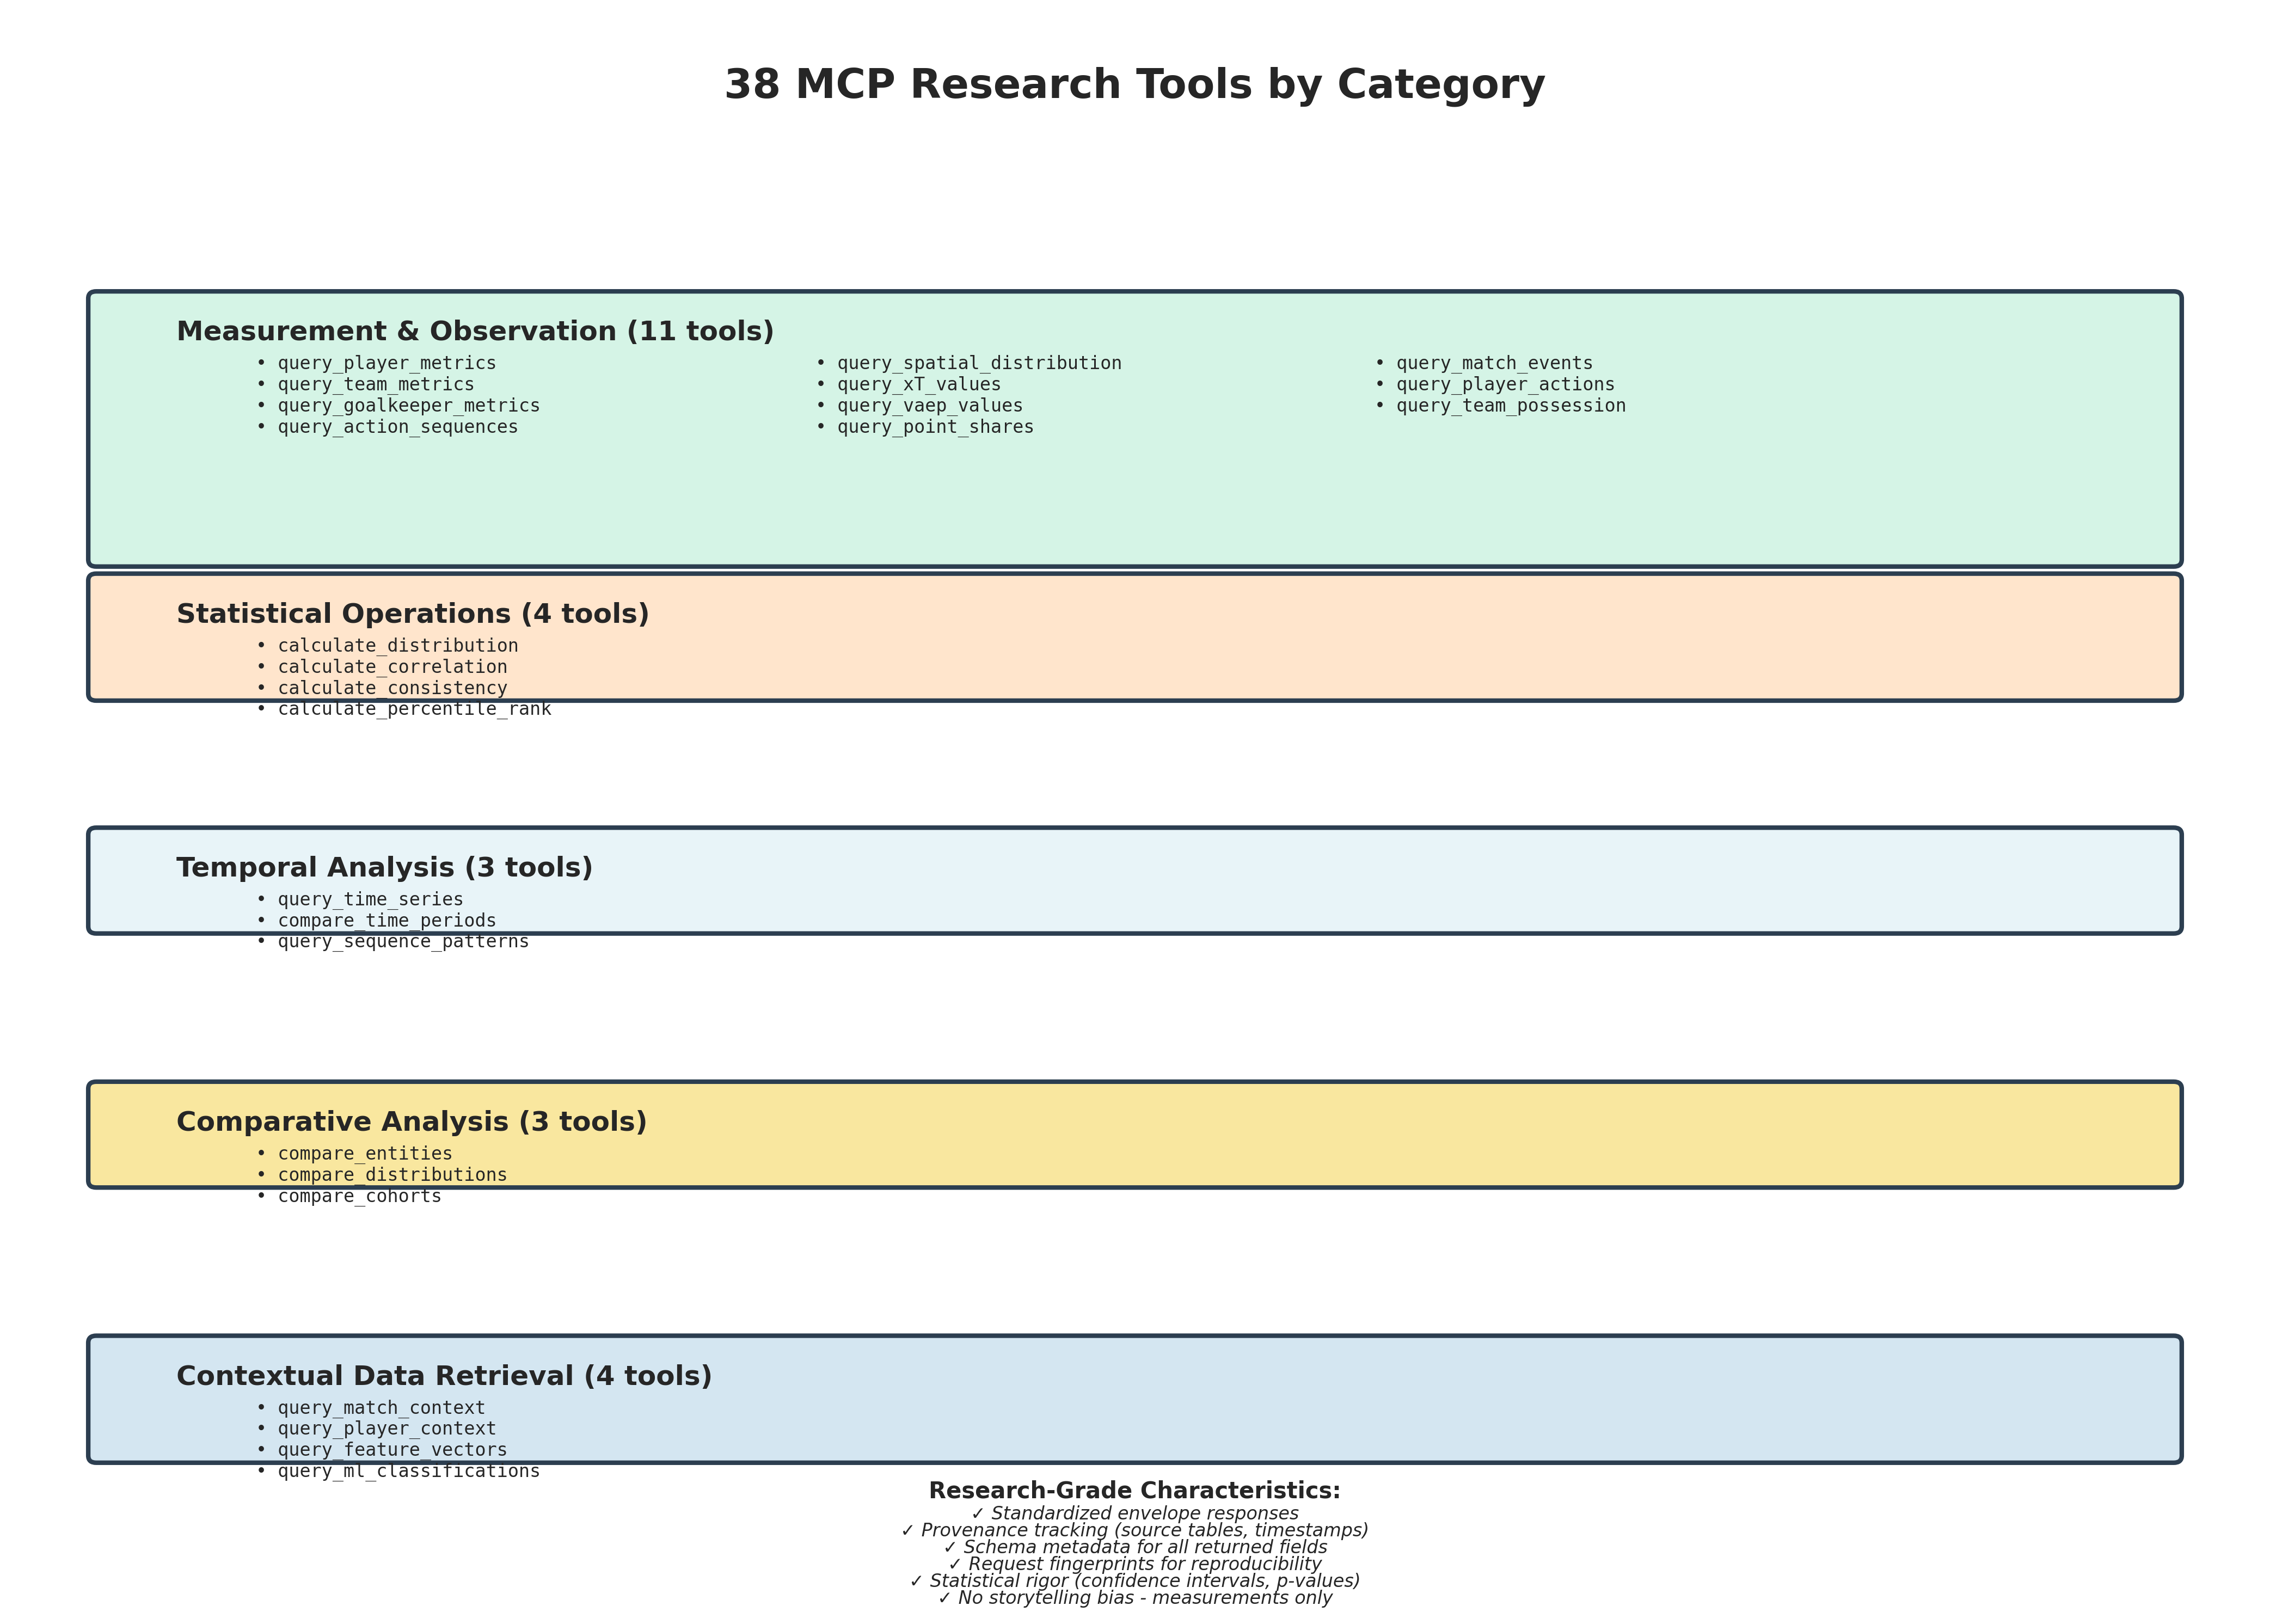 38 MCP Research Tools by Category
Measurement & Observation (11 tools)
• query_player_metrics
• query_team_metrics
• query_goalkeeper_metrics
• query_action_sequences
• query_spatial_distribution
• query_xT_values
• query_vaep_values
• query_point_shares
• query_match_events
• query_player_actions
• query_team_possession
Statistical Operations (4 tools)
• calculate_distribution
• calculate_correlation
• calculate_consistency
• calculate_percentile_rank
Temporal Analysis (3 tools)
• query_time_series
• compare_time_periods
• query_sequence_patterns
Comparative Analysis (3 tools)
• compare_entities
• compare_distributions
• compare_cohorts
Contextual Data Retrieval (4 tools)
• query_match_context
• query_player_context
• query_feature_vectors
• query_ml_classifications
Research-Grade Characteristics:
✓ Standardized envelope responses
✓ Provenance tracking (source tables, timestamps)
✓ Schema metadata for all returned fields
✓ Request fingerprints for reproducibility
✓ Statistical rigor (confidence intervals, p-values)
✓ No storytelling bias - measurements only